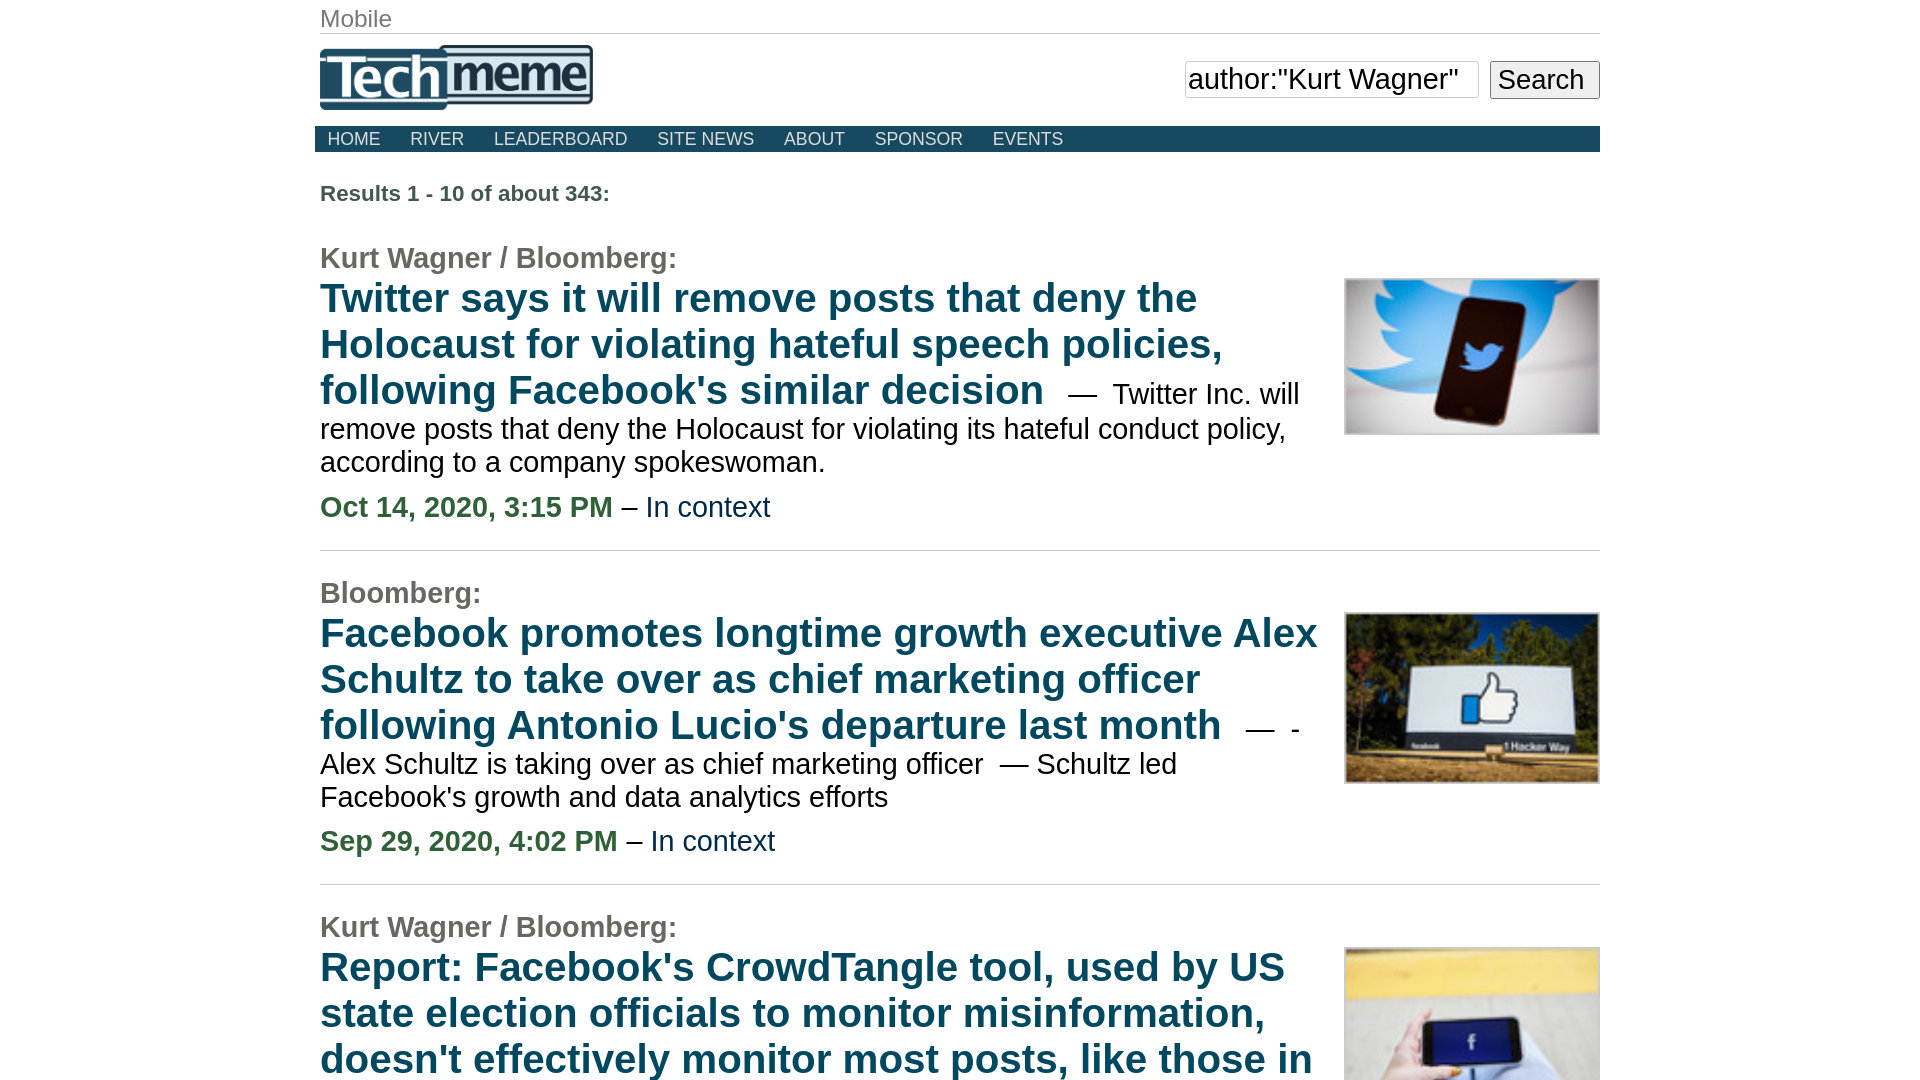 Mobile
Techmeme
author:"Kurt Wagner" Search
HOME RIVER LEADERBOARD SITE NEWS ABOUT SPONSOR EVENTS
Results 1 - 10 of about 343:
Kurt Wagner / Bloomberg:
Twitter says it will remove posts that deny the
Holocaust for violating hateful speech policies,
following Facebook's similar decision — Twitter Inc. will
remove posts that deny the Holocaust for violating its hateful conduct policy,
according to a company spokeswoman.
Oct 14, 2020, 3:15 PM – In context
Bloomberg:
Facebook promotes longtime growth executive Alex
Schultz to take over as chief marketing officer
following Antonio Lucio's departure last month — -
Alex Schultz is taking over as chief marketing officer — Schultz led
Facebook's growth and data analytics efforts
facebook 1 Hacker Way
Sep 29, 2020, 4:02 PM – In context
Kurt Wagner / Bloomberg:
Report: Facebook's CrowdTangle tool, used by US
state election officials to monitor misinformation,
doesn't effectively monitor most posts, like those in
f